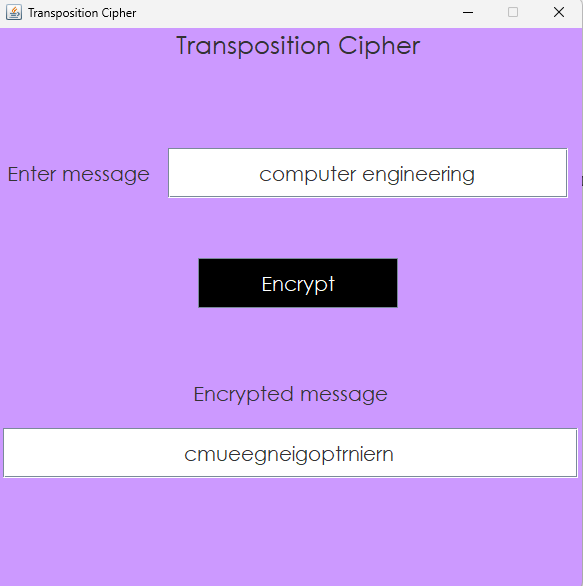 Transposition Cipher
Transposition Cipher
Enter message
computer engineering
Encrypt
Encrypted message
cmueegneigoptrniern